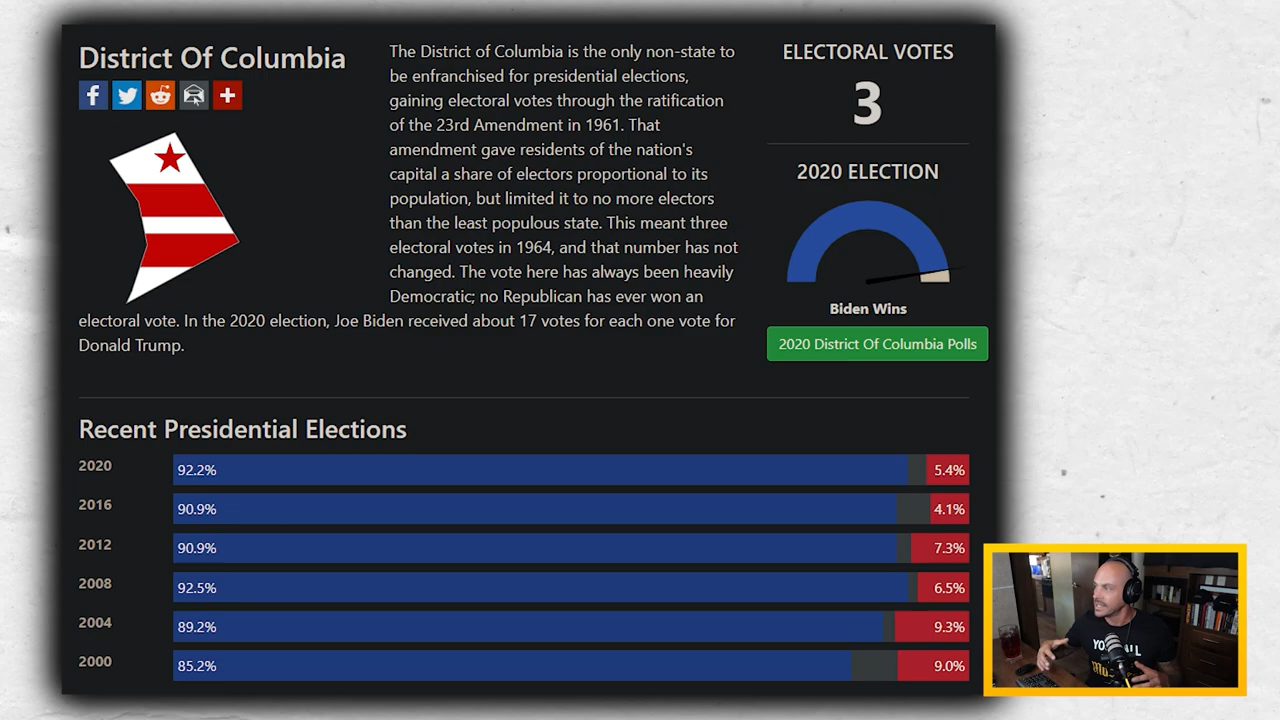 District Of Columbia
The District of Columbia is the only non-state to
be enfranchised for presidential elections,
gaining electoral votes through the ratification
of the 23rd Amendment in 1961. That
amendment gave residents of the nation's
capital a share of electors proportional to its
population, but limited it to no more electors
than the least populous state. This meant three
electoral votes in 1964, and that number has not
changed. The vote here has always been heavily
Democratic; no Republican has ever won an
electoral vote. In the 2020 election, Joe Biden received about 17 votes for each one vote for
Donald Trump.
ELECTORAL VOTES
3
2020 ELECTION
Biden Wins
2020 District Of Columbia Polls
Recent Presidential Elections
2020 92.2% 5.4%
2016 90.9% 4.1%
2012 90.9% 7.3%
2008 92.5% 6.5%
2004 89.2% 9.3%
2000 85.2% 9.0%